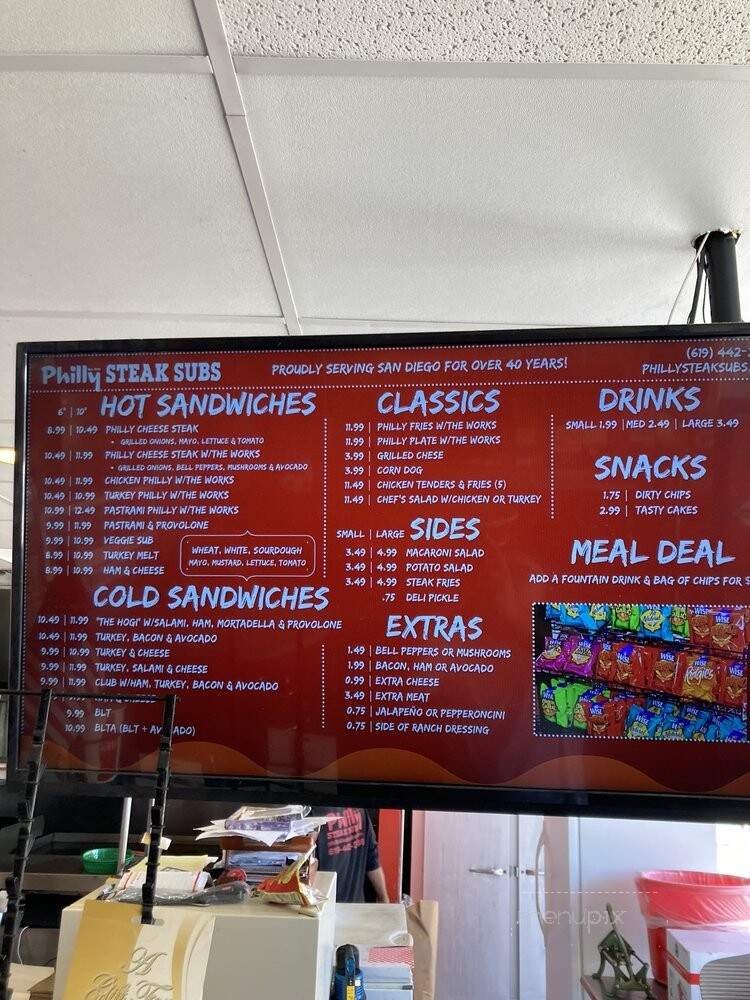 Philly STEAK SUBS
PROUDLY SERVING SAN DIEGO FOR OVER 40 YEARS!
(619) 442-
PHILLYSTEAKSUBS.
6" | 10" HOT SANDWICHES
8.99 | 10.49 PHILLY CHEESE STEAK
• GRILLED ONIONS, MAYO, LETTUCE & TOMATO
10.49 | 11.99 PHILLY CHEESE STEAK W/THE WORKS
• GRILLED ONIONS, BELL PEPPERS, MUSHROOMS & AVOCADO
10.49 | 11.99 CHICKEN PHILLY W/THE WORKS
10.49 | 10.99 TURKEY PHILLY W/THE WORKS
10.99 | 12.49 PASTRAMI PHILLY W/THE WORKS
9.99 | 11.99 PASTRAMI & PROVOLONE
9.99 | 10.99 VEGGIE SUB
8.99 | 10.99 TURKEY MELT
8.99 | 10.99 HAM & CHEESE
WHEAT, WHITE, SOURDOUGH
MAYO, MUSTARD, LETTUCE, TOMATO
COLD SANDWICHES
10.49 | 11.99 'THE HOGI' W/SALAMI, HAM, MORTADELLA & PROVOLONE
10.49 | 11.99 TURKEY, BACON & AVOCADO
9.99 | 10.99 TURKEY & CHEESE
9.99 | 11.99 TURKEY, SALAMI & CHEESE
9.99 | 11.99 CLUB W/HAM, TURKEY, BACON & AVOCADO
HAM & CHEESE
9.99 BLT
10.99 BLTA (BLT + AVOCADO)
CLASSICS
11.99 | PHILLY FRIES W/THE WORKS
11.99 | PHILLY PLATE W/THE WORKS
3.99 | GRILLED CHESE
3.99 | CORN DOG
11.49 | CHICKEN TENDERS & FRIES (5)
11.49 | CHEF'S SALAD W/CHICKEN OR TURKEY
SMALL | LARGE SIDES
3.49 | 4.99 MACARONI SALAD
3.49 | 4.99 POTATO SALAD
3.49 | 4.99 STEAK FRIES
.75 DELI PICKLE
EXTRAS
1.49 | BELL PEPPERS OR MUSHROOMS
1.99 | BACON, HAM OR AVOCADO
0.99 | EXTRA CHEESE
3.49 | EXTRA MEAT
0.75 | JALAPEÑO OR PEPPERONCINI
0.75 | SIDE OF RANCH DRESSING
DRINKS
SMALL 1.99 | MED 2.49 | LARGE 3.49
SNACKS
1.75 | DIRTY CHIPS
2.99 | TASTY CAKES
MEAL DEAL
ADD A FOUNTAIN DRINK & BAG OF CHIPS FOR $
WISE
Philly
menupix
A